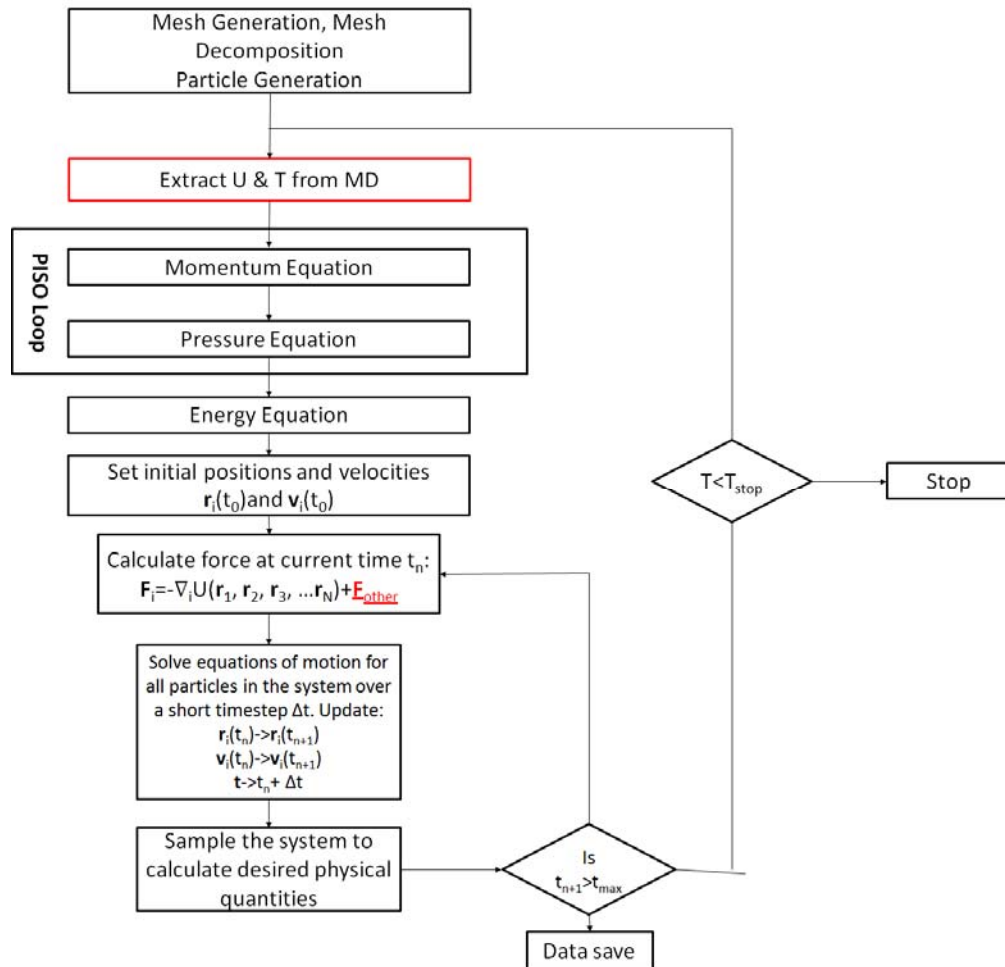 Mesh Generation, Mesh
Decomposition
Particle Generation
Extract U & T from MD
PISO Loop
Momentum Equation
Pressure Equation
Energy Equation
Set initial positions and velocities
rᵢ(t₀)and vᵢ(t₀)
T<T_stop
Stop
Calculate force at current time tₙ:
Fᵢ=-∇ᵢU(r₁, r₂, r₃, ...r_N)+F_other
Solve equations of motion for
all particles in the system over
a short timestep Δt. Update:
rᵢ(tₙ)->rᵢ(tₙ₊₁)
vᵢ(tₙ)->vᵢ(tₙ₊₁)
t->tₙ+ Δt
Sample the system to
calculate desired physical
quantities
Is
tₙ₊₁>t_max
Data save